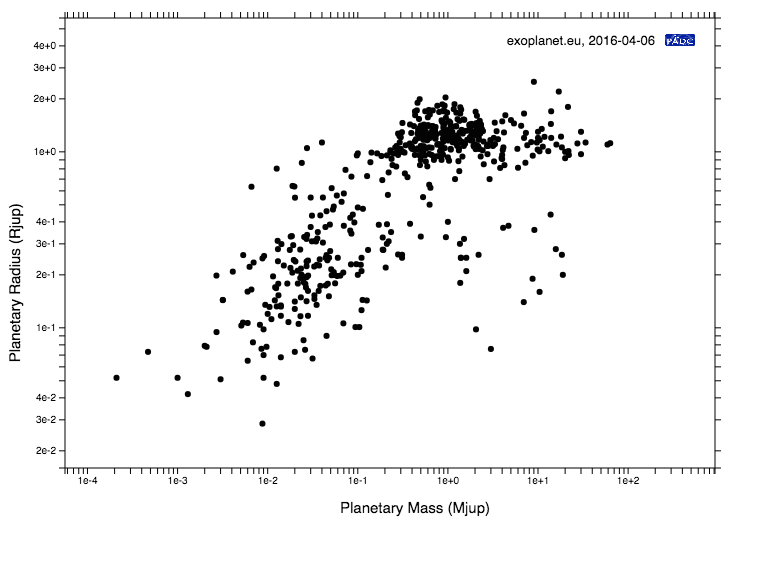 exoplanet.eu, 2016-04-06 PADC
4e+0
3e+0
2e+0
1e+0
4e-1
3e-1
2e-1
1e-1
4e-2
3e-2
2e-2
Planetary Radius (Rjup)
1e-4 1e-3 1e-2 1e-1 1e+0 1e+1 1e+2
Planetary Mass (Mjup)